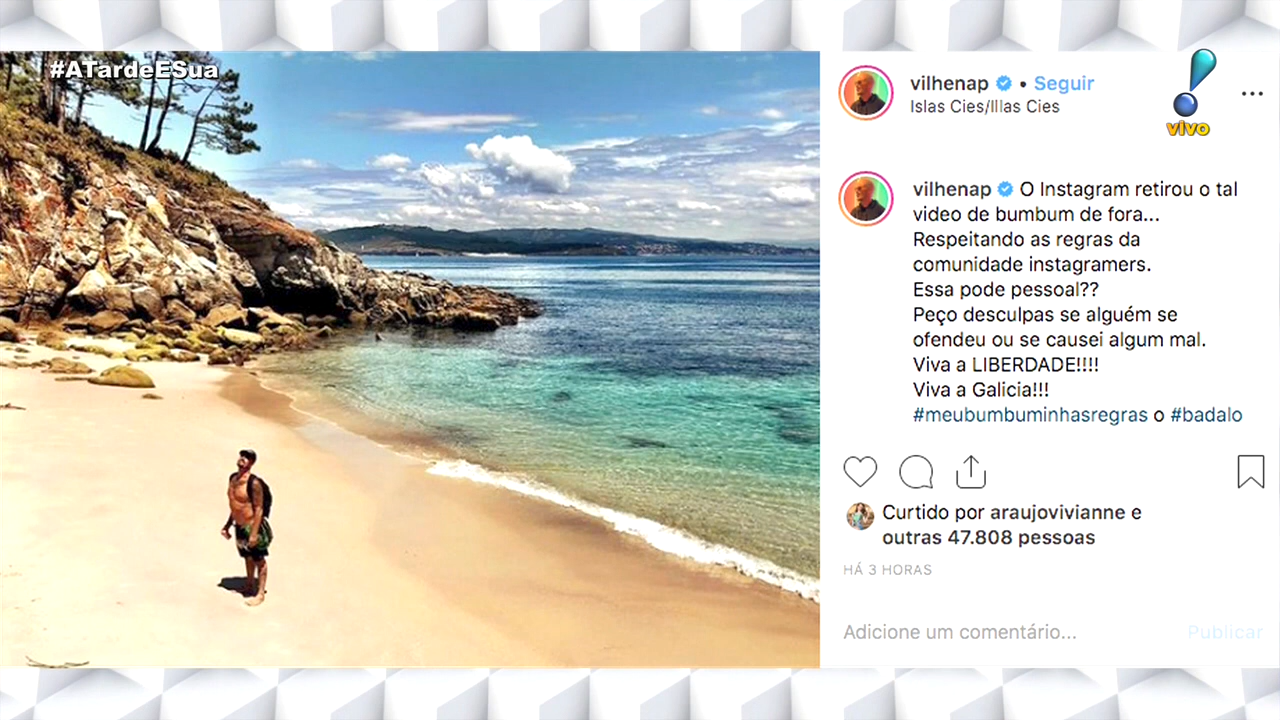 #ATardeESua
vilhenap • Seguir
Islas Cies/Illas Cies
vivo
vilhenap O Instagram retirou o tal
video de bumbum de fora...
Respeitando as regras da
comunidade instagramers.
Essa pode pessoal??
Peço desculpas se alguém se
ofendeu ou se causei algum mal.
Viva a LIBERDADE!!!!
Viva a Galicia!!!
#meubumbuminhasregras o #badalo
Curtido por araujovivianne e
outras 47.808 pessoas
HÁ 3 HORAS
Adicione um comentário... Publicar